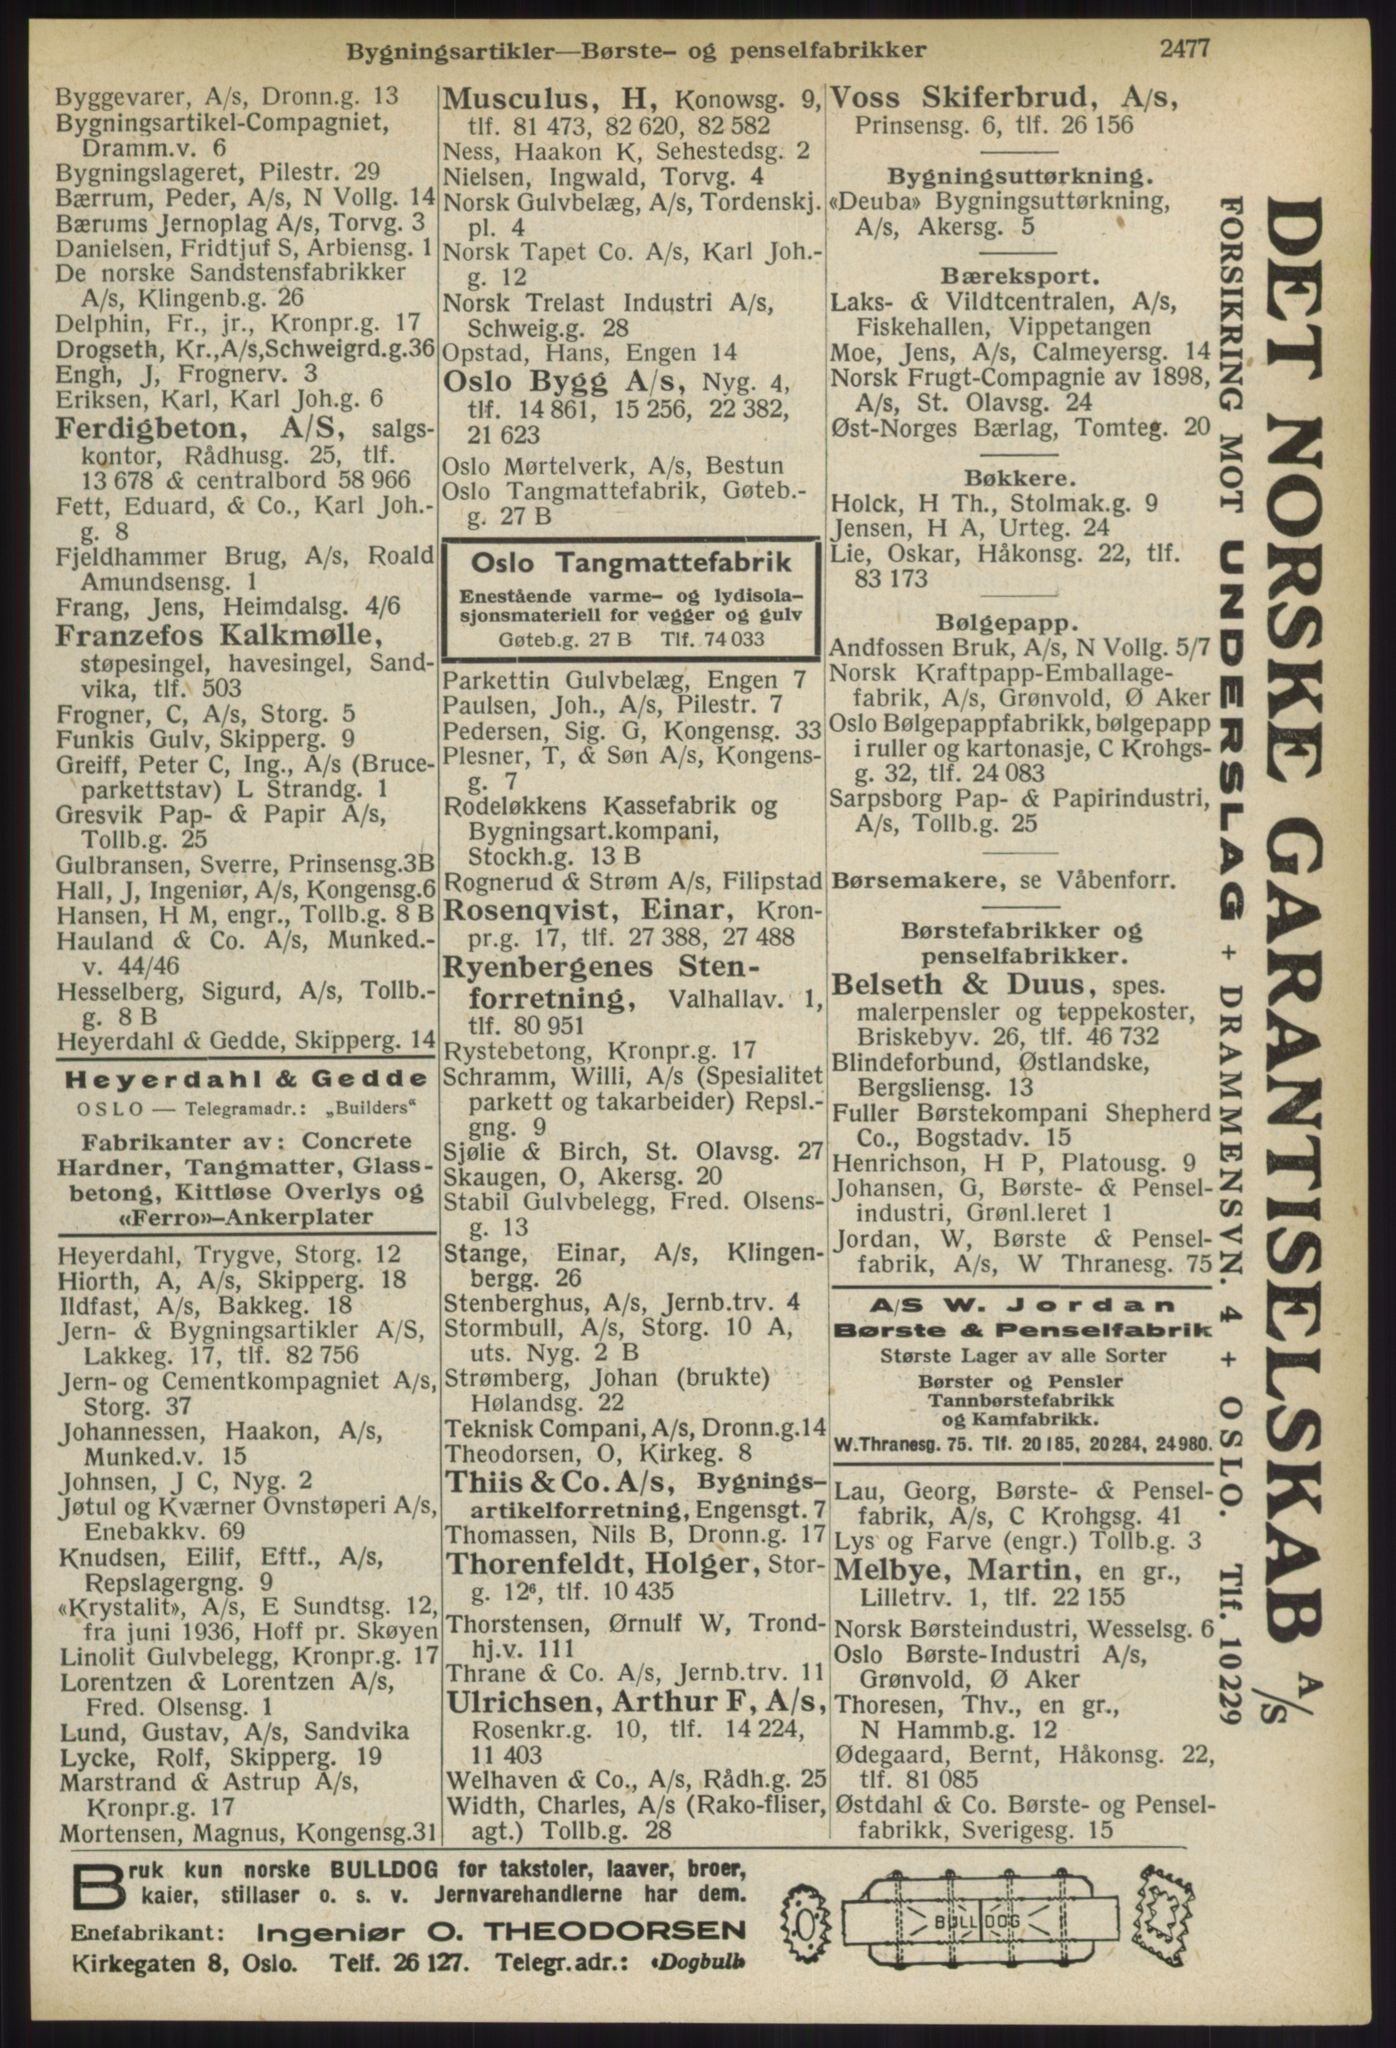 Bygningsartikler—Børste- og penselfabrikker
2477
Byggevarer, A/s, Dronn.g. 13
Bygningsartikel-Compagniet,
Dramm.v. 6
Bygningslageret, Pilestr. 29
Bærrum, Peder, A/s, N Vollg. 14
Bærums Jernoplag A/s, Torvg. 3
Danielsen, Fridtjuf S, Arbiensg. 1
De norske Sandstensfabrikker
A/s, Klingenb.g. 26
Delphin, Fr., jr., Kronpr.g. 17
Drogseth, Kr.,A/s,Schweigrd.g.36
Engh, J, Frognerv. 3
Eriksen, Karl, Karl Joh.g. 6
Ferdigbeton, A/S, salgs-
kontor, Rådhusg. 25, tlf.
13 678 & centralbord 58 966
Fett, Eduard, & Co., Karl Joh.-
g. 8
Fjeldhammer Brug, A/s, Roald
Amundsensg. 1
Frang, Jens, Heimdalsg. 4/6
Franzefos Kalkmølle,
støpesingel, havesingel, Sand-
vika, tlf. 503
Frogner, C, A/s, Storg. 5
Funkis Gulv, Skipperg. 9
Greiff, Peter C, Ing., A/s (Bruce-
parkettstav) L Strandg. 1
Gresvik Pap- & Papir A/s,
Tollb.g. 25
Gulbransen, Sverre, Prinsensg.3B
Hall, J, Ingeniør, A/s, Kongensg.6
Hansen, H M, engr., Tollb.g. 8 B
Hauland & Co. A/s, Munked.-
v. 44/46
Hesselberg, Sigurd, A/s, Tollb.-
g. 8 B
Heyerdahl & Gedde, Skipperg. 14
Heyerdahl & Gedde
OSLO — Telegramadr.: „Builders“
Fabrikanter av: Concrete
Hardner, Tangmatter, Glass-
betong, Kittløse Overlys og
«Ferro»-Ankerplater
Heyerdahl, Trygve, Storg. 12
Hiorth, A, A/s, Skipperg. 18
Ildfast, A/s, Bakkeg. 18
Jern- & Bygningsartikler A/S,
Lakkeg. 17, tlf. 82 756
Jern- og Cementkompagniet A/s,
Storg. 37
Johannessen, Haakon, A/s,
Munked.v. 15
Johnsen, J C, Nyg. 2
Jøtul og Kværner Ovnstøperi A/s,
Enebakkv. 69
Knudsen, Eilif, Eftf., A/s,
Repslagergng. 9
«Krystalit», A/s, E Sundtsg. 12,
fra juni 1936, Hoff pr. Skøyen
Linolit Gulvbelegg, Kronpr.g. 17
Lorentzen & Lorentzen A/s,
Fred. Olsensg. 1
Lund, Gustav, A/s, Sandvika
Lycke, Rolf, Skipperg. 19
Marstrand & Astrup A/s,
Kronpr.g. 17
Mortensen, Magnus, Kongensg.31
Musculus, H, Konowsg. 9,
tlf. 81 473, 82 620, 82 582
Ness, Haakon K, Sehestedsg. 2
Nielsen, Ingwald, Torvg. 4
Norsk Gulvbelæg, A/s, Tordenskj.
pl. 4
Norsk Tapet Co. A/s, Karl Joh.-
g. 12
Norsk Trelast Industri A/s,
Schweig.g. 28
Opstad, Hans, Engen 14
Oslo Bygg A/s, Nyg. 4,
tlf. 14 861, 15 256, 22 382,
21 623
Oslo Mørtelverk, A/s, Bestun
Oslo Tangmattefabrik, Gøteb.-
g. 27 B
Oslo Tangmattefabrik
Enestående varme- og lydisola-
sjonsmateriell for vegger og gulv
Gøteb.g. 27 B Tlf. 74 033
Parkettin Gulvbelæg, Engen 7
Paulsen, Joh., A/s, Pilestr. 7
Pedersen, Sig. G, Kongensg. 33
Plesner, T, & Søn A/s, Kongens-
g. 7
Rodeløkkens Kassefabrik og
Bygningsart.kompani,
Stockh.g. 13 B
Rognerud & Strøm A/s, Filipstad
Rosenqvist, Einar, Kron-
pr.g. 17, tlf. 27 388, 27 488
Ryenbergenes Sten-
forretning, Valhallav. 1,
tlf. 80 951
Rystebetong, Kronpr.g. 17
Schramm, Willi, A/s (Spesialitet
parkett og takarbeider) Repsl.-
gng. 9
Sjølie & Birch, St. Olavsg. 27
Skaugen, O, Akersg. 20
Stabil Gulvbelegg, Fred. Olsens-
g. 13
Stange, Einar, A/s, Klingen-
bergg. 26
Stenberghus, A/s, Jernb.trv. 4
Stormbull, A/s, Storg. 10 A,
uts. Nyg. 2 B
Strømberg, Johan (brukte)
Hølandsg. 22
Teknisk Compani, A/s, Dronn.g.14
Theodorsen, O, Kirkeg. 8
Thiis & Co. A/s, Bygnings-
artikelforretning, Engensgt. 7
Thomassen, Nils B, Dronn.g. 17
Thorenfeldt, Holger, Stor-
g. 12⁶, tlf. 10 435
Thorstensen, Ørnulf W, Trond-
hj.v. 111
Thrane & Co. A/s, Jernb.trv. 11
Ulrichsen, Arthur F, A/s,
Rosenkr.g. 10, tlf. 14 224,
11 403
Welhaven & Co., A/s, Rådh.g. 25
Width, Charles, A/s (Rako-fliser,
agt.) Tollb.g. 28
Voss Skiferbrud, A/s,
Prinsensg. 6, tlf. 26 156
Bygningsuttørkning.
«Deuba» Bygningsuttørkning,
A/s, Akersg. 5
Bæreksport.
Laks- & Vildtcentralen, A/s,
Fiskehallen, Vippetangen
Moe, Jens, A/s, Calmeyersg. 14
Norsk Frugt-Compagnie av 1898,
A/s, St. Olavsg. 24
Øst-Norges Bærlag, Tomteg. 20
Bøkkere.
Holck, H Th., Stolmak.g. 9
Jensen, H A, Urteg. 24
Lie, Oskar, Håkonsg. 22, tlf.
83 173
Bølgepapp.
Andfossen Bruk, A/s, N Vollg. 5/7
Norsk Kraftpapp-Emballage-
fabrik, A/s, Grønvold, Ø Aker
Oslo Bølgepappfabrikk, bølgepapp
i ruller og kartonasje, C Krohgs-
g. 32, tlf. 24 083
Sarpsborg Pap- & Papirindustri,
A/s, Tollb.g. 25
Børsemakere, se Våbenforr.
Børstefabrikker og
penselfabrikker.
Belseth & Duus, spes.
malerpensler og teppekoster,
Briskebyv. 26, tlf. 46 732
Blindeforbund, Østlandske,
Bergsliensg. 13
Fuller Børstekompani Shepherd
Co., Bogstadv. 15
Henrichson, H P, Platousg. 9
Johansen, G, Børste- & Pensel-
industri, Grønl.leret 1
Jordan, W, Børste & Pensel-
fabrik, A/s, W Thranesg. 75
A/S W. Jordan
Børste & Penselfabrik
Største Lager av alle Sorter
Børster og Pensler
Tannbørstefabrikk
og Kamfabrikk.
W.Thranesg. 75. Tlf. 20185, 20284, 24980.
Lau, Georg, Børste- & Pensel-
fabrik, A/s, C Krohgsg. 41
Lys og Farve (engr.) Tollb.g. 3
Melbye, Martin, en gr.,
Lilletrv. 1, tlf. 22 155
Norsk Børsteindustri, Wesselsg. 6
Oslo Børste-Industri A/s,
Grønvold, Ø Aker
Thoresen, Thv., en gr.,
N Hammb.g. 12
Ødegaard, Bernt, Håkonsg. 22,
tlf. 81 085
Østdahl & Co. Børste- og Pensel-
fabrikk, Sverigesg. 15
DET NORSKE GARANTISELSKAB A/S
FORSIKRING MOT UNDERSLAG + DRAMMENSVN. 4 + OSLO. Tlf. 10229
Bruk kun norske BULLDOG for takstoler, laaver, broer,
kaier, stillaser o. s. v. Jernvarehandlerne har dem.
Enefabrikant: Ingeniør O. THEODORSEN
Kirkegaten 8, Oslo. Telf. 26 127. Telegr.adr.: «Dogbull»
BULLDOG